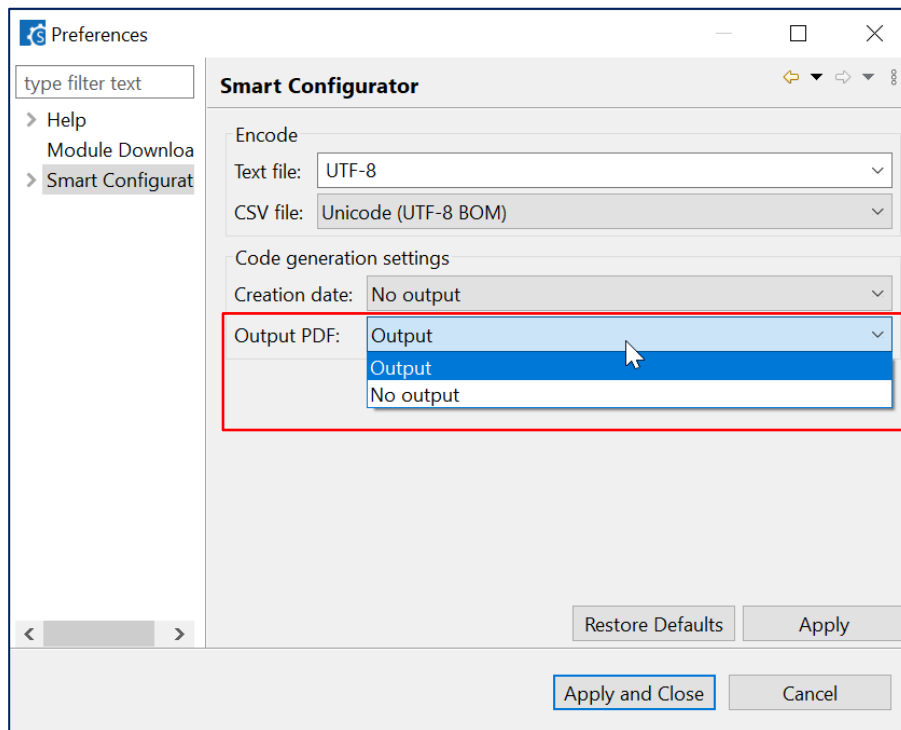 Preferences
type filter text
Help
Module Downloa
Smart Configurat
Smart Configurator
Encode
Text file: UTF-8
CSV file: Unicode (UTF-8 BOM)
Code generation settings
Creation date: No output
Output PDF: Output
Output
No output
Restore Defaults Apply
Apply and Close Cancel